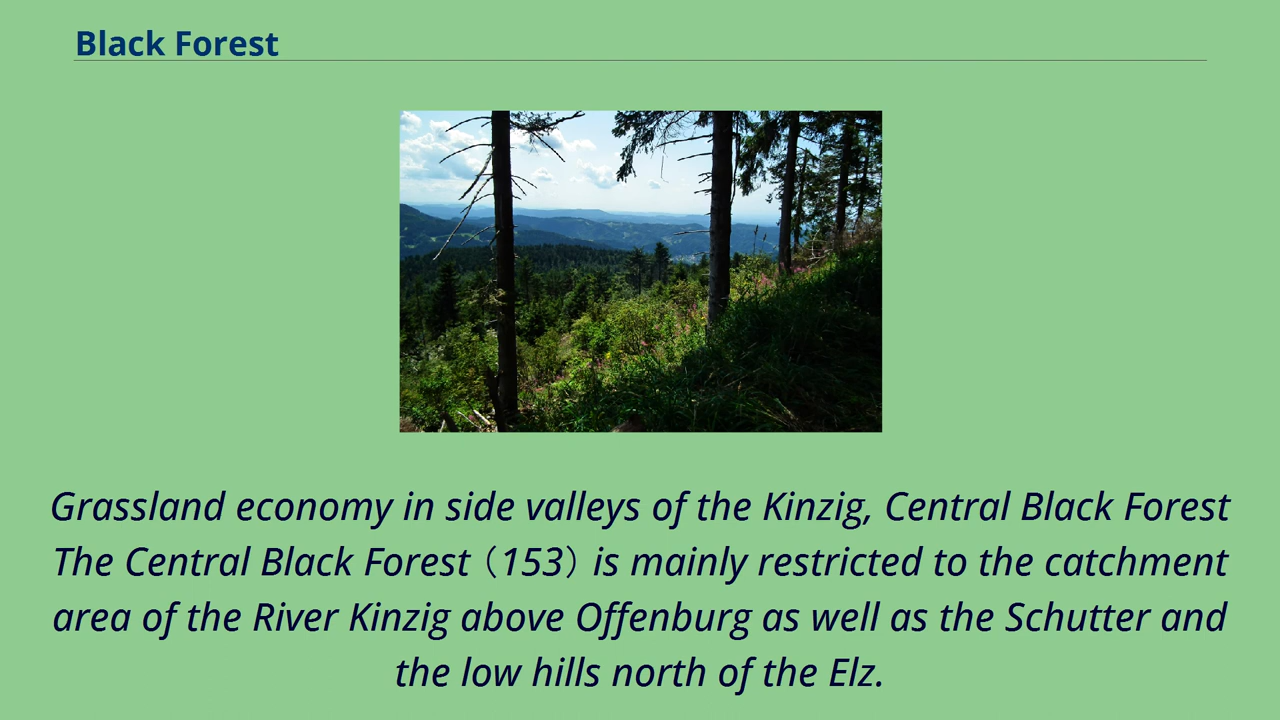 Black Forest
Grassland economy in side valleys of the Kinzig, Central Black Forest
The Central Black Forest（153）is mainly restricted to the catchment
area of the River Kinzig above Offenburg as well as the Schutter and
the low hills north of the Elz.